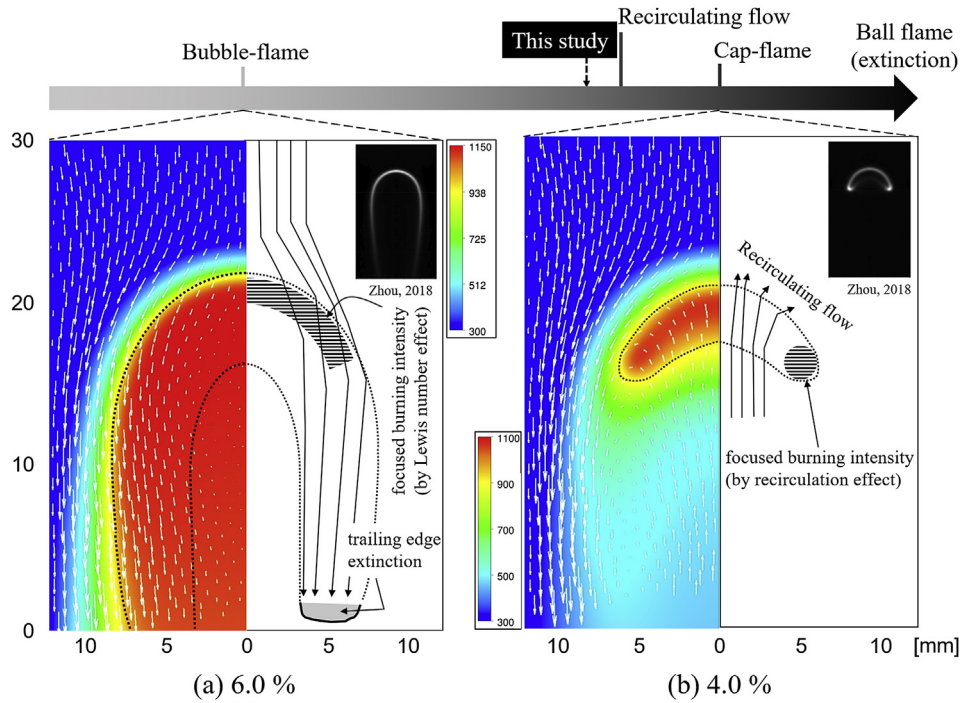 Bubble-flame
This study
Recirculating flow
Cap-flame
Ball flame
(extinction)
30
20
10
0
1150
938
725
512
300
Zhou, 2018
focused burning intensity
(by Lewis number effect)
trailing edge
extinction
10
5
0
5
10
(a) 6.0 %
1100
900
700
500
300
Zhou, 2018
Recirculating flow
focused burning intensity
(by recirculation effect)
10
5
0
5
10
[mm]
(b) 4.0 %